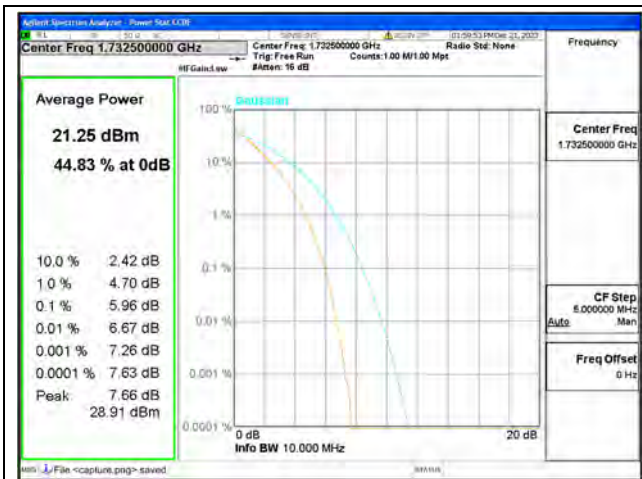 Agilent Spectrum Analyzer - Power Stat CCDF
Center Freq 1.732500000 GHz
Center Freq: 1.732500000 GHz
Radio Std: None
Trig: Free Run
Counts:1.00 M/1.00 Mpt
#IFGain:Low
#Atten: 16 dB
Frequency
Average Power
21.25 dBm
44.83 % at 0dB
10.0 % 2.42 dB
1.0 % 4.70 dB
0.1 % 5.96 dB
0.01 % 6.67 dB
0.001 % 7.26 dB
0.0001 % 7.63 dB
Peak 7.66 dB
28.91 dBm
Gaussian
100 %
10 %
1 %
0.1 %
0.01 %
0.001 %
0.0001 %
0 dB
20 dB
Info BW 10.000 MHz
Center Freq
1.732500000 GHz
CF Step
5.000000 MHz
Auto Man
Freq Offset
0 Hz
MSG
File <capture.png> saved
STATUS